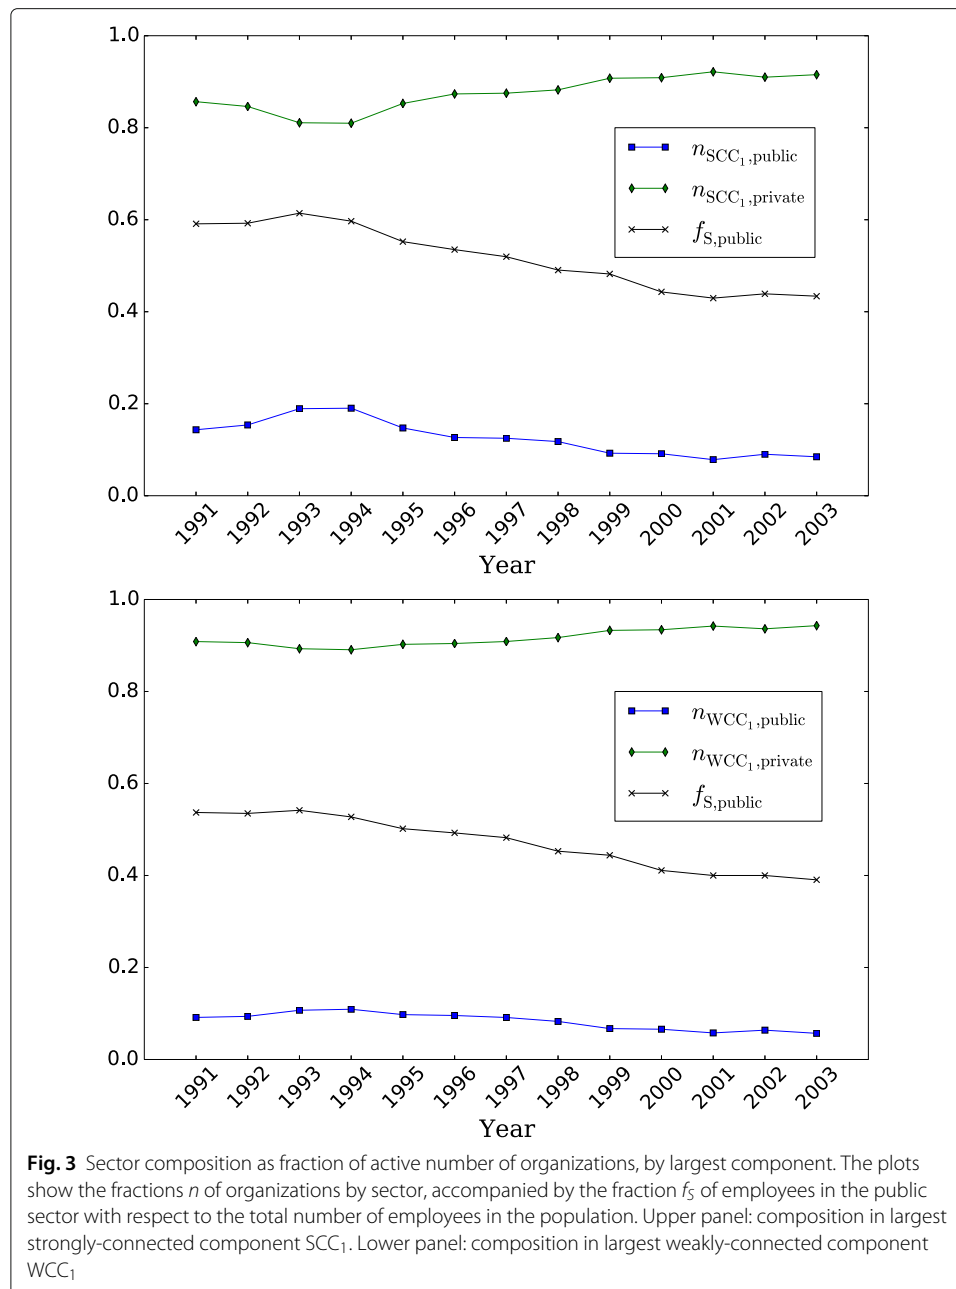 1.0
0.8
0.6
0.4
0.2
0.0
n_SCC₁,public
n_SCC₁,private
f_S,public
1991 1992 1993 1994 1995 1996 1997 1998 1999 2000 2001 2002 2003
Year
1.0
0.8
0.6
0.4
0.2
0.0
n_WCC₁,public
n_WCC₁,private
f_S,public
1991 1992 1993 1994 1995 1996 1997 1998 1999 2000 2001 2002 2003
Year
Fig. 3 Sector composition as fraction of active number of organizations, by largest component. The plots
show the fractions n of organizations by sector, accompanied by the fraction f_S of employees in the public
sector with respect to the total number of employees in the population. Upper panel: composition in largest
strongly-connected component SCC₁. Lower panel: composition in largest weakly-connected component
WCC₁